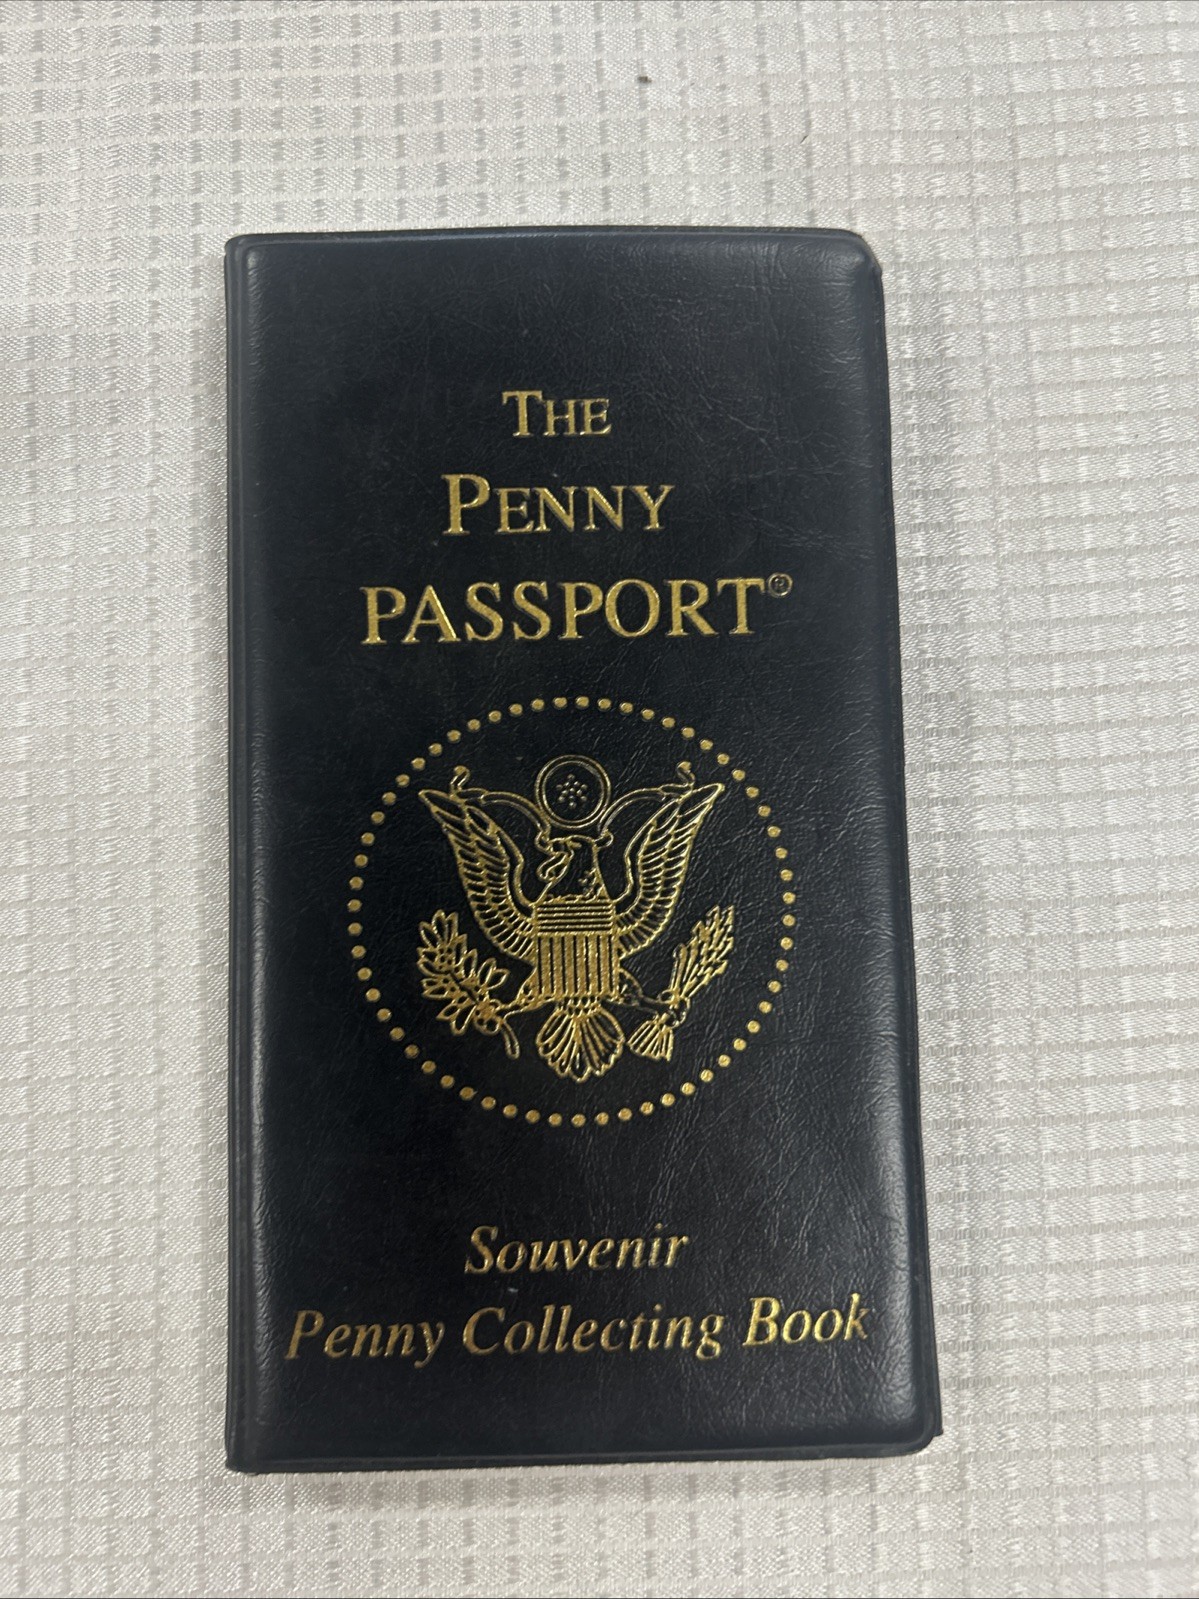 THE
PENNY
PASSPORT®
Souvenir
Penny Collecting Book